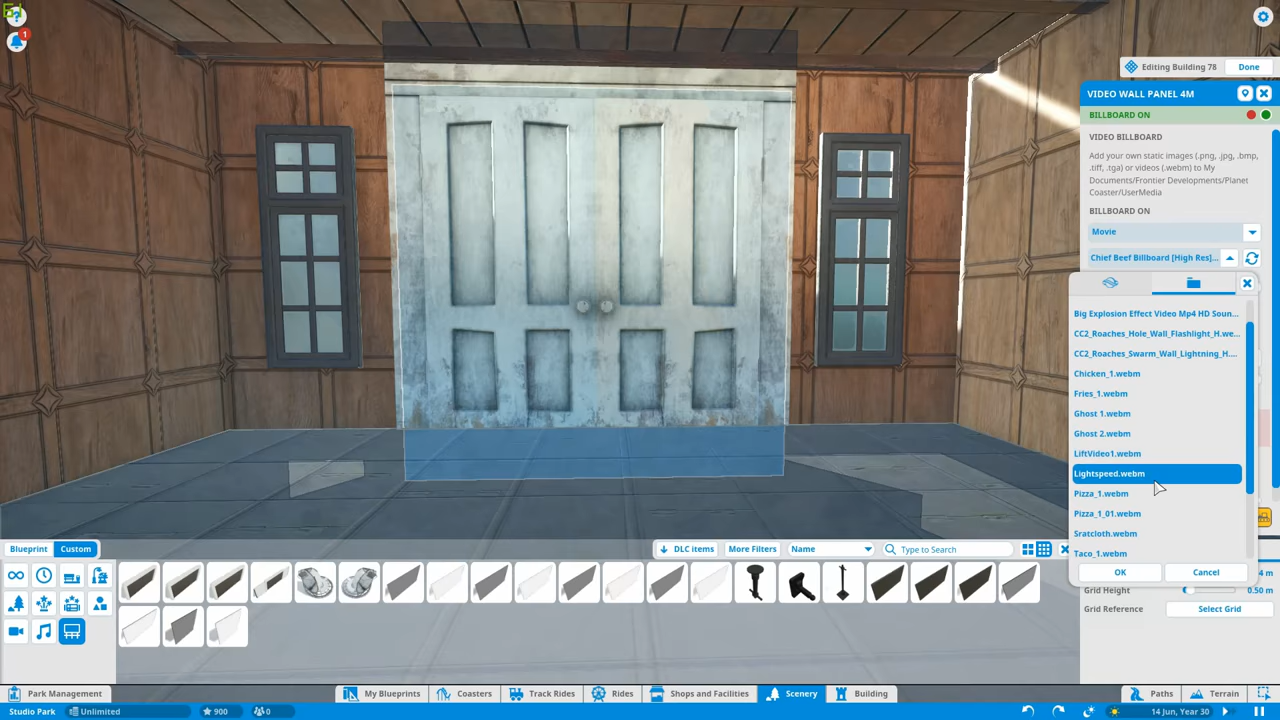 ?
1
Editing Building 78
Done
VIDEO WALL PANEL 4M
BILLBOARD ON
VIDEO BILLBOARD
Add your own static images (.png, .jpg, .bmp,
.tiff, .tga) or videos (.webm) to My
Documents/Frontier Developments/Planet
Coaster/UserMedia
BILLBOARD ON
Movie
Chief Beef Billboard [High Res]...
Big Explosion Effect Video Mp4 HD Soun...
CC2_Roaches_Hole_Wall_Flashlight_H.we...
CC2_Roaches_Swarm_Wall_Lightning_H....
Chicken_1.webm
Fries_1.webm
Ghost 1.webm
Ghost 2.webm
LiftVideo1.webm
Lightspeed.webm
Pizza_1.webm
Pizza_1_01.webm
Sratcloth.webm
Taco_1.webm
OK
Cancel
4 m
Grid Height
0.50 m
Grid Reference
Select Grid
Blueprint
Custom
DLC items
More Filters
Name
Type to Search
Park Management
My Blueprints
Coasters
Track Rides
Rides
Shops and Facilities
Scenery
Building
Paths
Terrain
Studio Park
Unlimited
900
0
14 Jun, Year 30